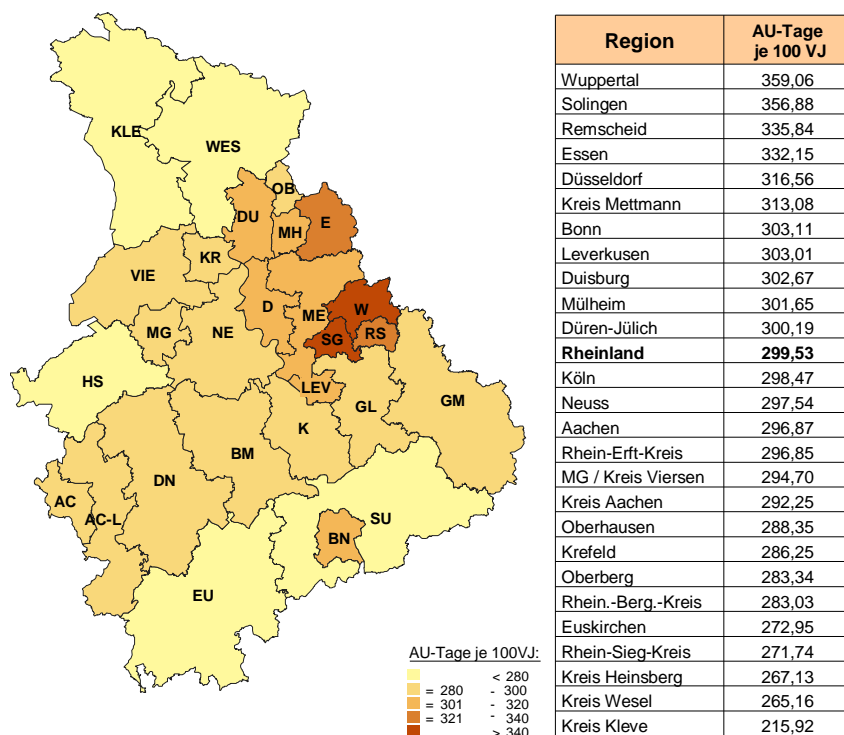 KLE
WES
OB
DU
MH
E
KR
VIE
D
ME
W
MG
NE
SG
RS
HS
LEV
GM
GL
K
BM
DN
AC
AC-L
SU
BN
EU
AU-Tage je 100VJ:
< 280
= 280 - 300
= 301 - 320
= 321 - 340
> 340
Region AU-Tage je 100 VJ
Wuppertal 359,06
Solingen 356,88
Remscheid 335,84
Essen 332,15
Düsseldorf 316,56
Kreis Mettmann 313,08
Bonn 303,11
Leverkusen 303,01
Duisburg 302,67
Mülheim 301,65
Düren-Jülich 300,19
Rheinland 299,53
Köln 298,47
Neuss 297,54
Aachen 296,87
Rhein-Erft-Kreis 296,85
MG / Kreis Viersen 294,70
Kreis Aachen 292,25
Oberhausen 288,35
Krefeld 286,25
Oberberg 283,34
Rhein.-Berg.-Kreis 283,03
Euskirchen 272,95
Rhein-Sieg-Kreis 271,74
Kreis Heinsberg 267,13
Kreis Wesel 265,16
Kreis Kleve 215,92